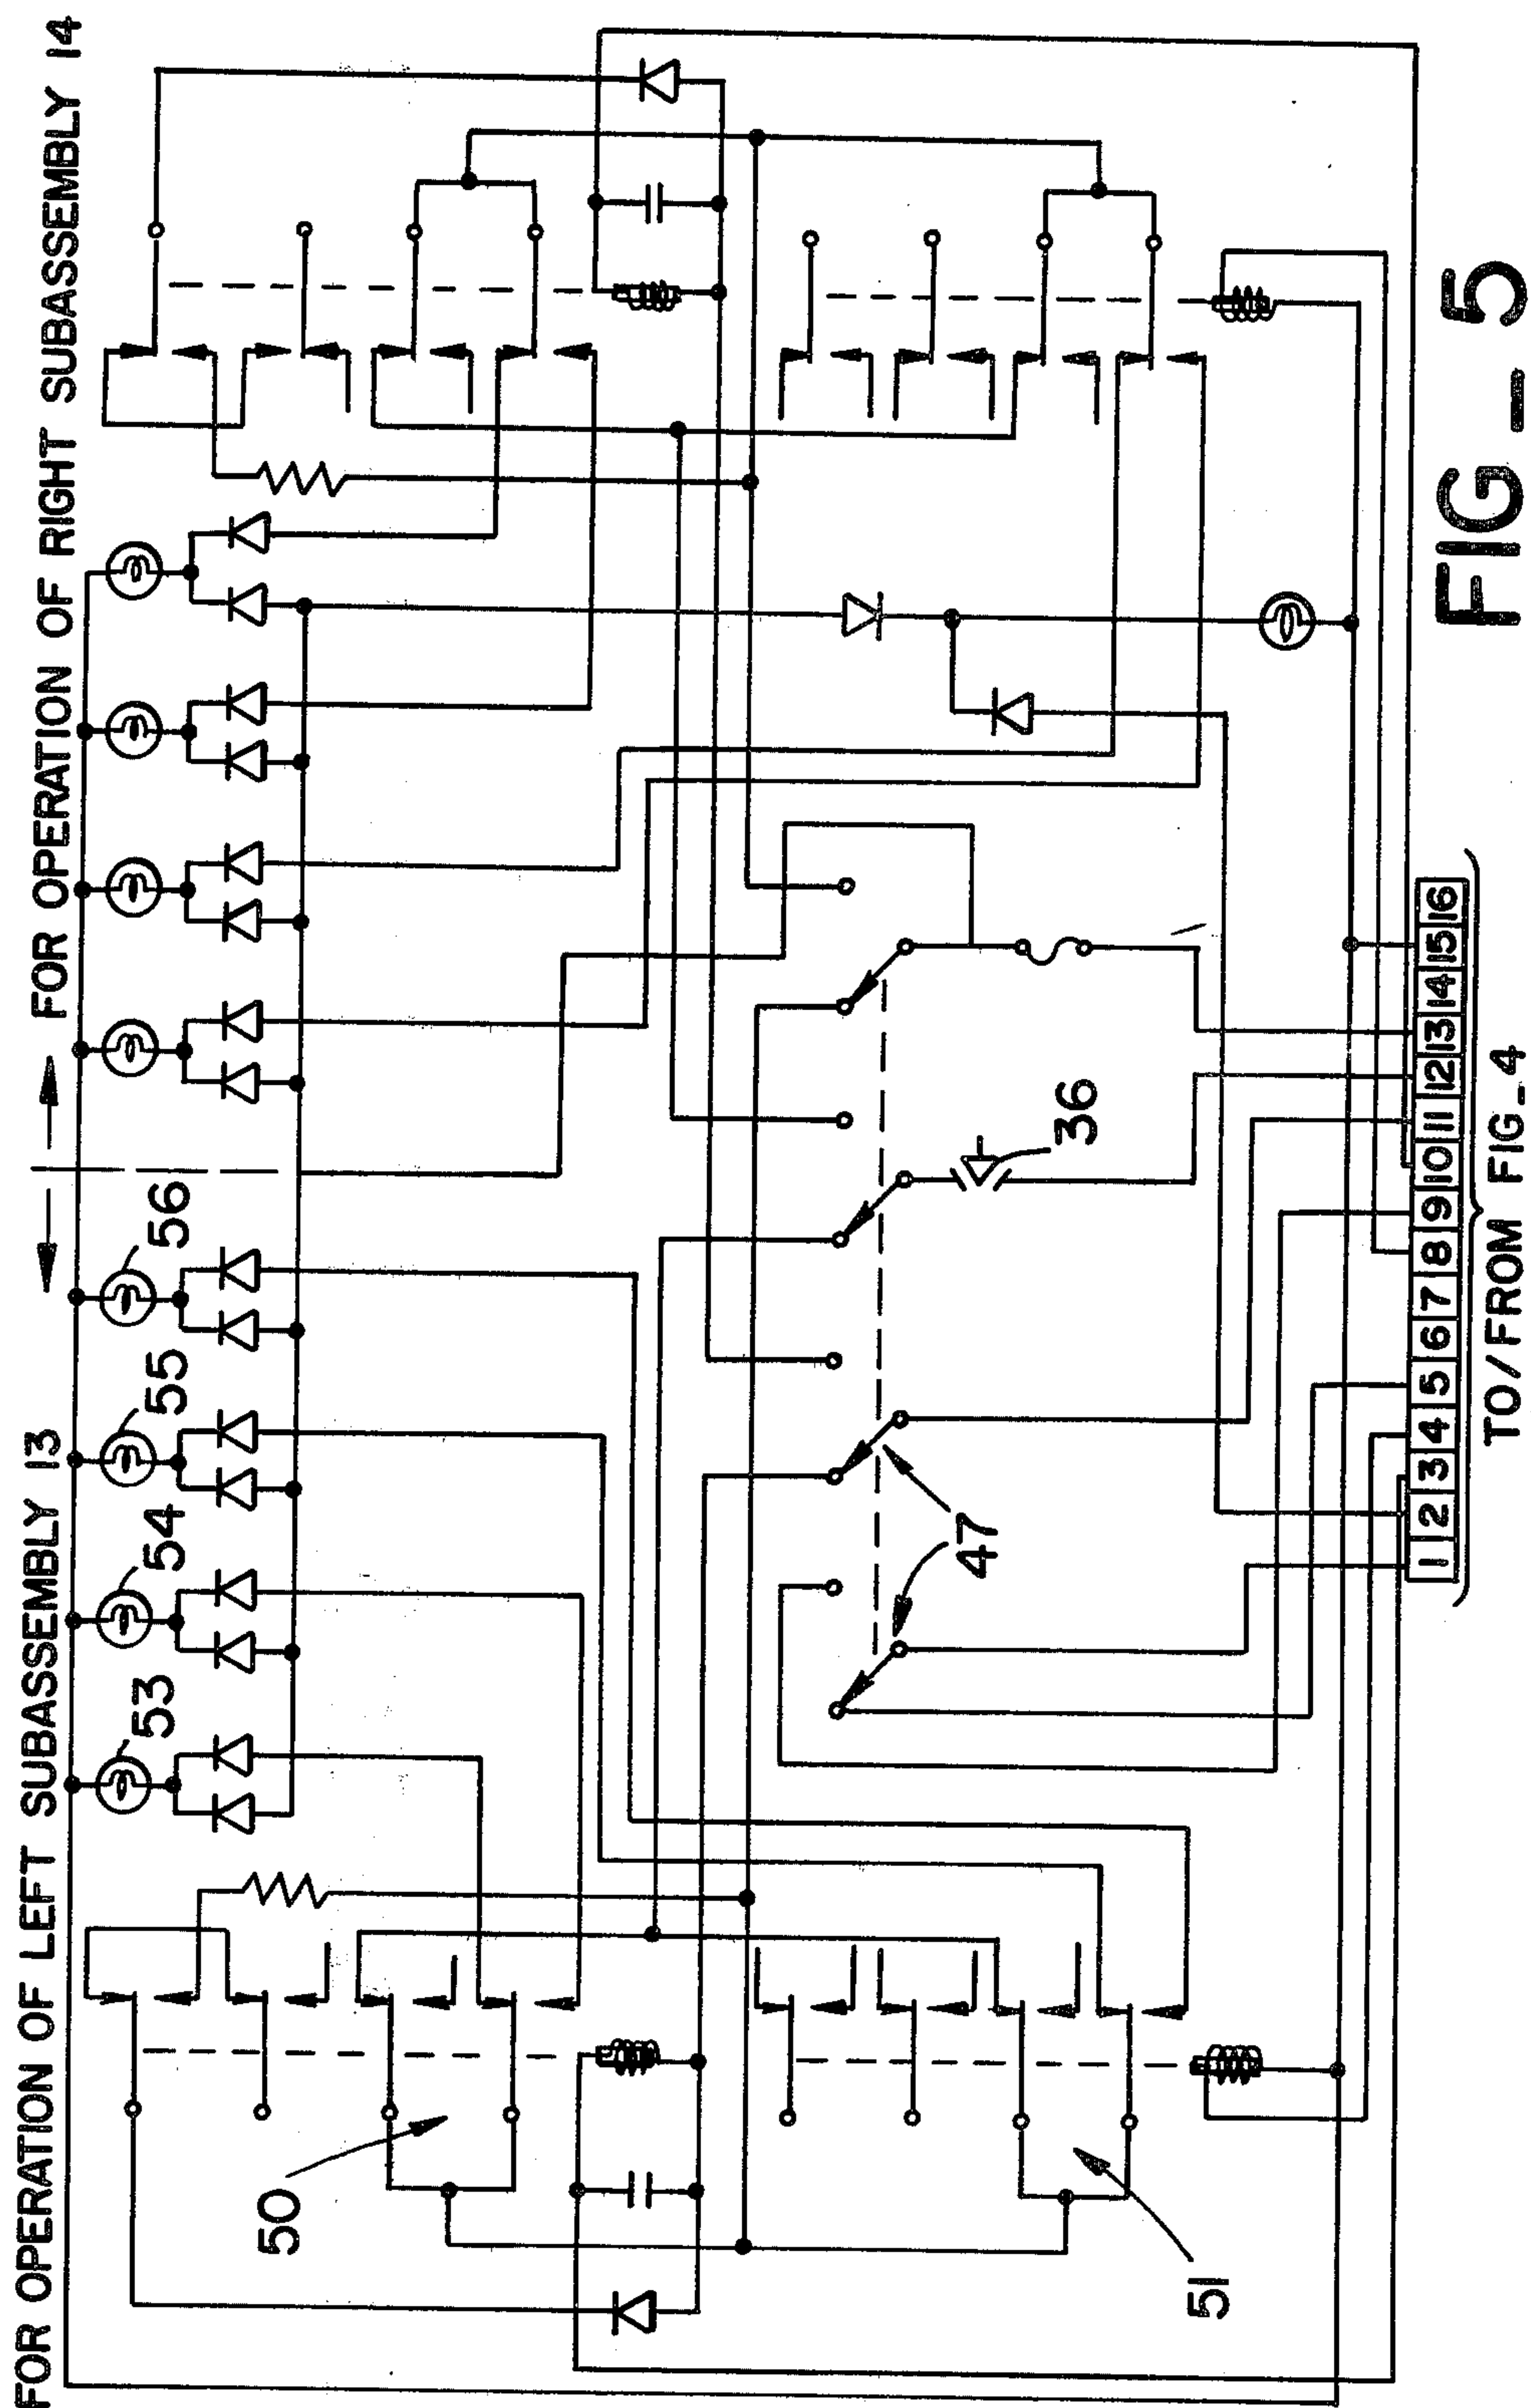 FOR OPERATION OF LEFT SUBASSEMBLY 13
FOR OPERATION OF RIGHT SUBASSEMBLY 14
53
54
55
56
50
51
47
36
1 2 3 4 5 6 7 8 9 10 11 12 13 14 15 16
TO/FROM FIG_4
FIG_5